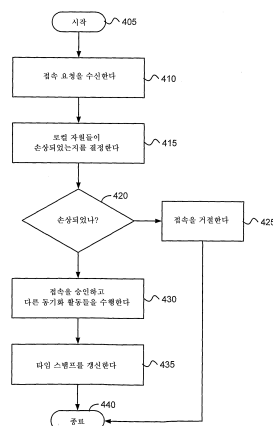 시작
405
접속 요청을 수신한다
410
로컬 자원들이
손상되었는지를 결정한다
415
420
손상되었나?
접속을 거절한다
425
접속을 승인하고
다른 동기화 활동들을 수행한다
430
타임 스탬프를 갱신한다
435
440
종료